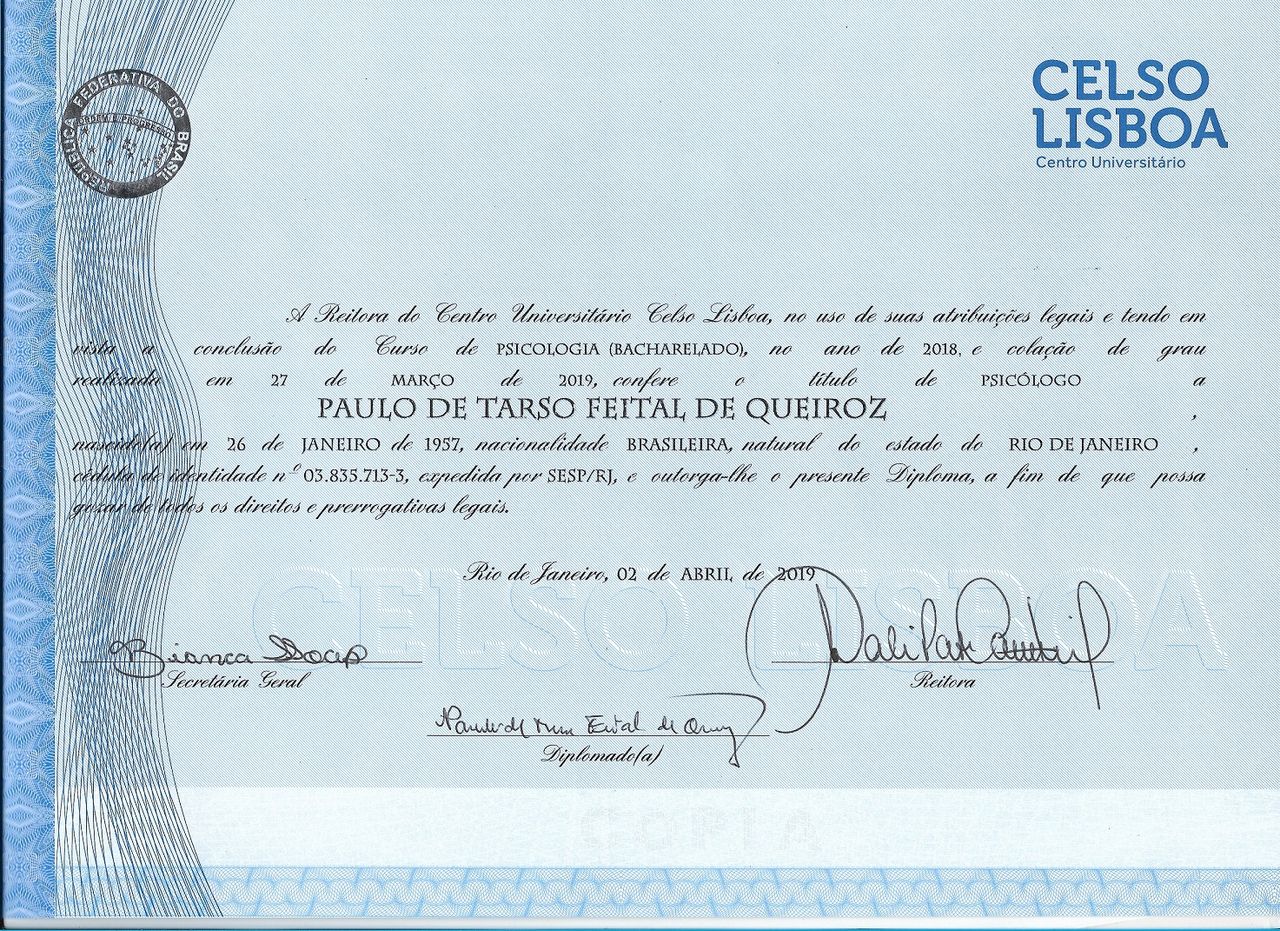 REPÚBLICA FEDERATIVA DO BRASIL
ORDEM E PROGRESSO
CELSO
LISBOA
Centro Universitário
A Reitora do Centro Universitário Celso Lisboa, no uso de suas atribuições legais e tendo em
vista a conclusão do Curso de PSICOLOGIA (BACHARELADO), no ano de 2018, e colação de grau
realizada em 27 de MARÇO de 2019, confere o título de PSICÓLOGO a
PAULO DE TARSO FEITAL DE QUEIROZ ,
nascido(a) em 26 de JANEIRO de 1957, nacionalidade BRASILEIRA, natural do estado do RIO DE JANEIRO ,
cédula de identidade nº 03.835.713-3, expedida por SESP/RJ, e outorga-lhe o presente Diploma, a fim de que possa
gozar de todos os direitos e prerrogativas legais.
Rio de Janeiro, 02 de ABRIL de 2019
CELSO LISBOA
Bianca
Secretária Geral
Reitora
Feital de
Diplomado(a)
COPIA